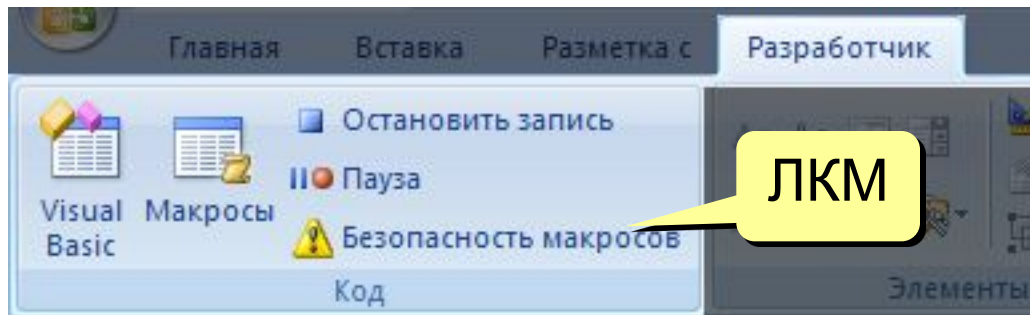 Главная Вставка Разметка с Разработчик
Остановить запись
Пауза
Безопасность макросов
Visual Basic
Макросы
Код
ЛКМ
Элементы